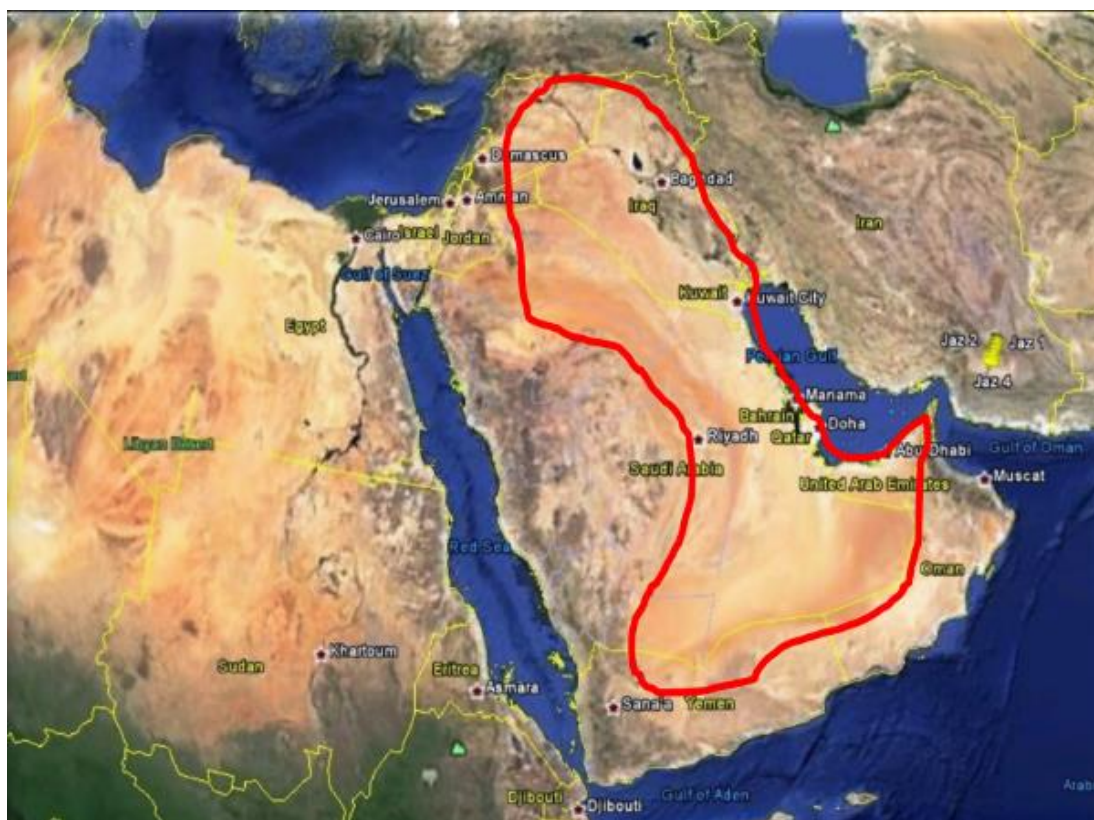 Damascus
Baghdad
Jerusalem
Amman
Iraq
Iran
Cairo
Israel
Jordan
Gulf of Suez
Kuwait
Kuwait City
Egypt
Jaz 2
Jaz 1
Persian Gulf
Jaz 4
Manama
Bahrain
Doha
Libyan Desert
Riyadh
Qatar
Abu Dhabi
Gulf of Oman
Saudi Arabia
United Arab Emirates
Muscat
Red Sea
Oman
Khartoum
Sudan
Eritrea
Asmara
Sana'a
Yemen
Djibouti
Djibouti
Gulf of Aden
Arab